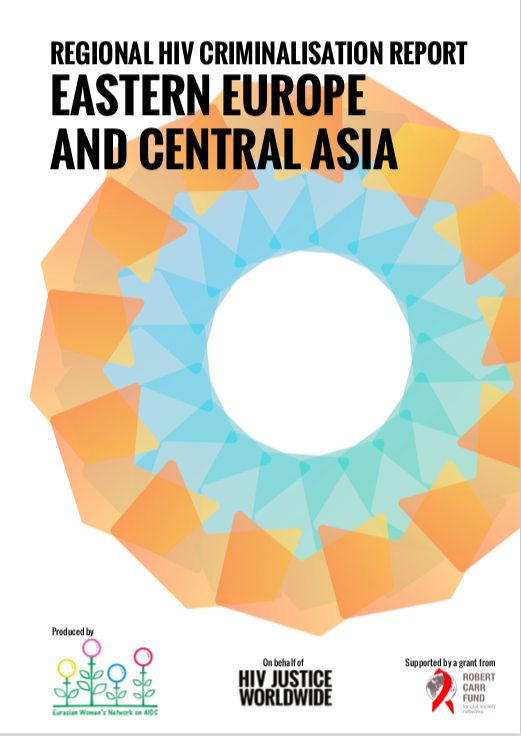 REGIONAL HIV CRIMINALISATION REPORT
EASTERN EUROPE
AND CENTRAL ASIA
Produced by
Eurasian Women's Network on AIDS
On behalf of
HIV JUSTICE
WORLDWIDE
Supported by a grant from
ROBERT
CARR
FUND
for civil society
networks